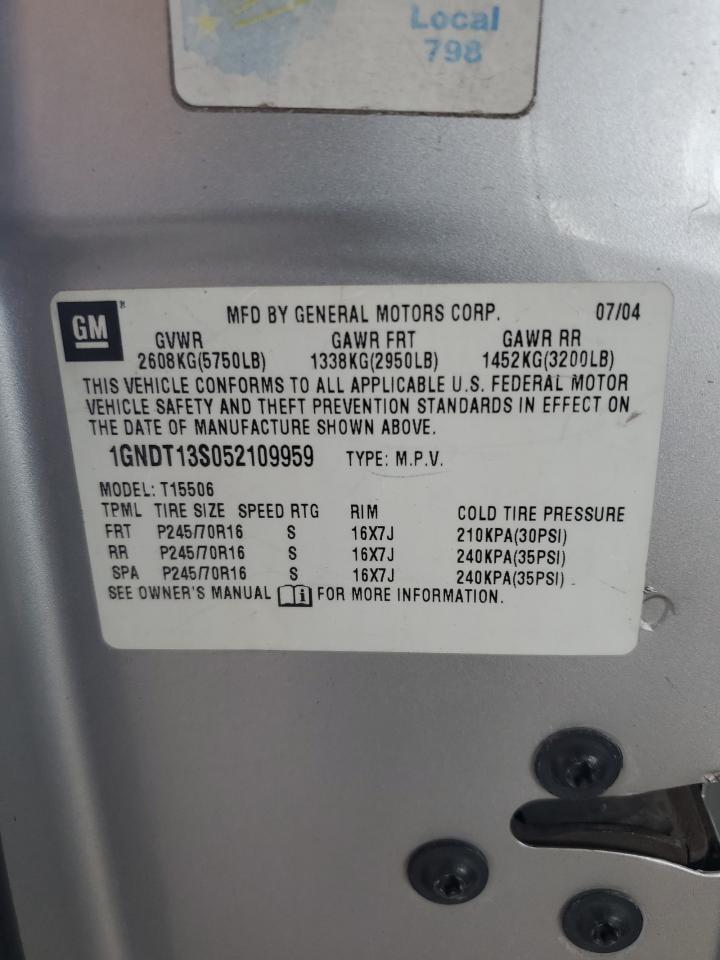 Local
798
GM
MFD BY GENERAL MOTORS CORP. 07/04
GVWR GAWR FRT GAWR RR
2608KG(5750LB) 1338KG(2950LB) 1452KG(3200LB)
THIS VEHICLE CONFORMS TO ALL APPLICABLE U.S. FEDERAL MOTOR
VEHICLE SAFETY AND THEFT PREVENTION STANDARDS IN EFFECT ON
THE DATE OF MANUFACTURE SHOWN ABOVE.
1GNDT13S052109959 TYPE: M.P.V.
MODEL: T15506
TPML TIRE SIZE SPEED RTG RIM COLD TIRE PRESSURE
FRT P245/70R16 S 16X7J 210KPA(30PSI)
RR P245/70R16 S 16X7J 240KPA(35PSI)
SPA P245/70R16 S 16X7J 240KPA(35PSI)
SEE OWNER'S MANUAL i FOR MORE INFORMATION.